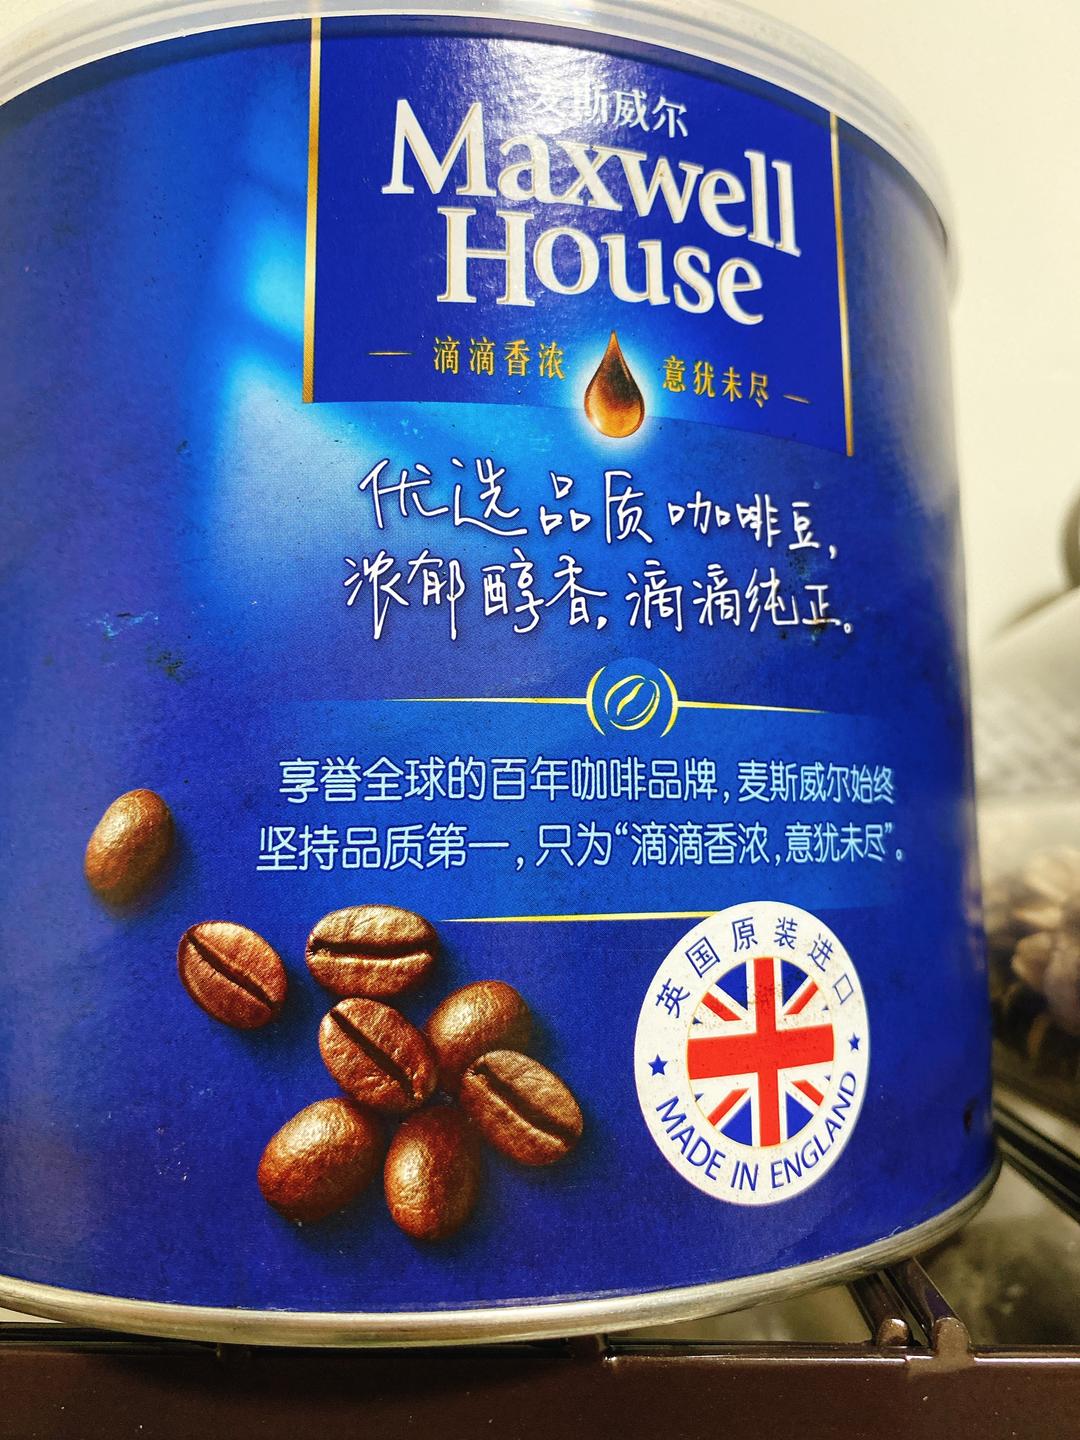 麦斯威尔
Maxwell
House
滴滴香浓 意犹未尽
优选品质咖啡豆，
浓郁醇香，滴滴纯正。
享誉全球的百年咖啡品牌，麦斯威尔始终
坚持品质第一，只为“滴滴香浓，意犹未尽”。
英国原装进口
MADE IN ENGLAND